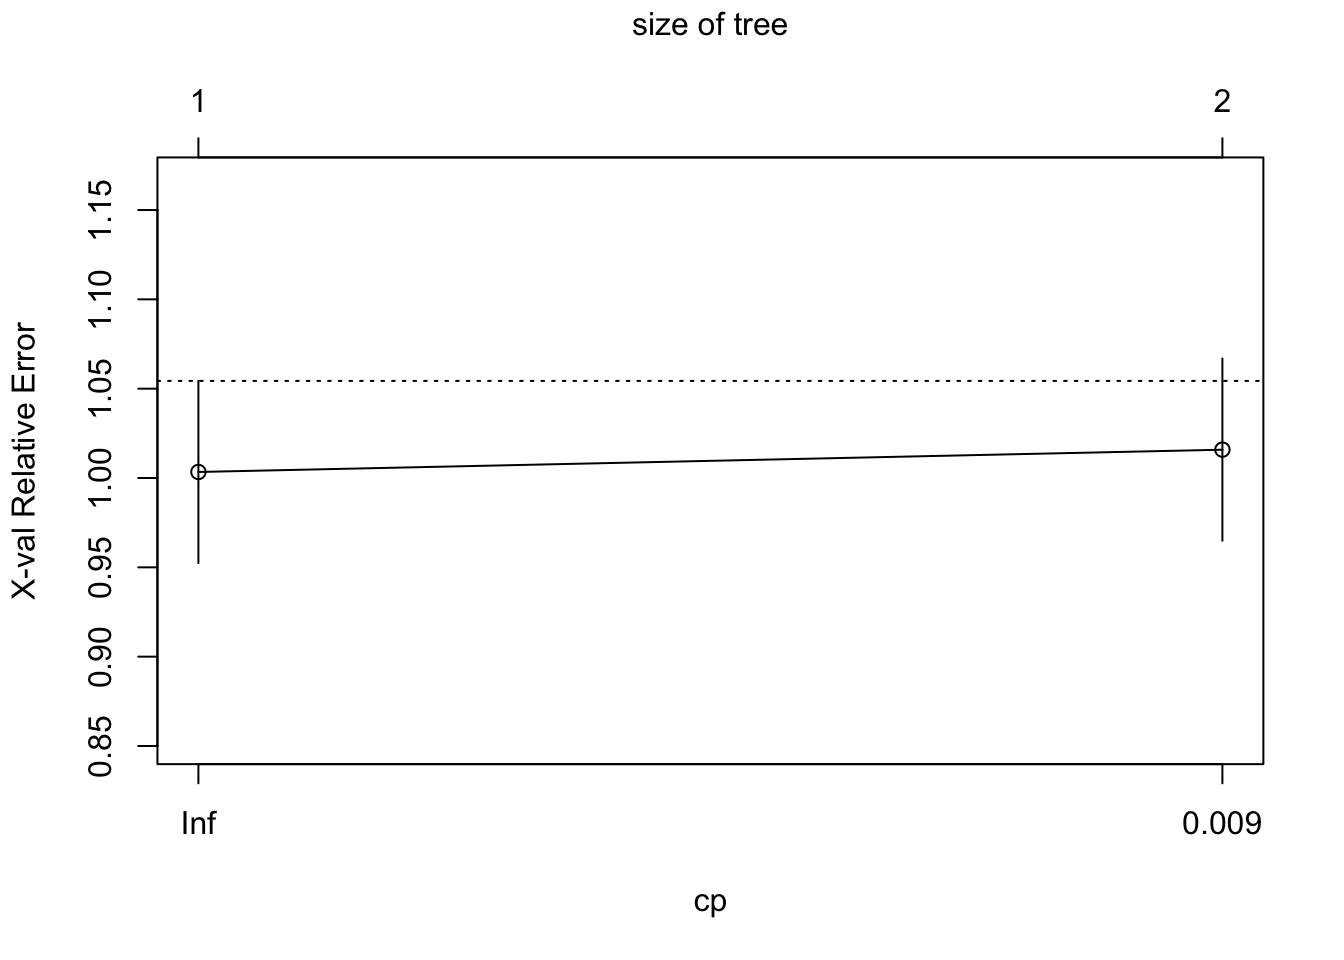 size of tree
1 2
X-val Relative Error
1.15
1.10
1.05
1.00
0.95
0.90
0.85
Inf 0.009
cp